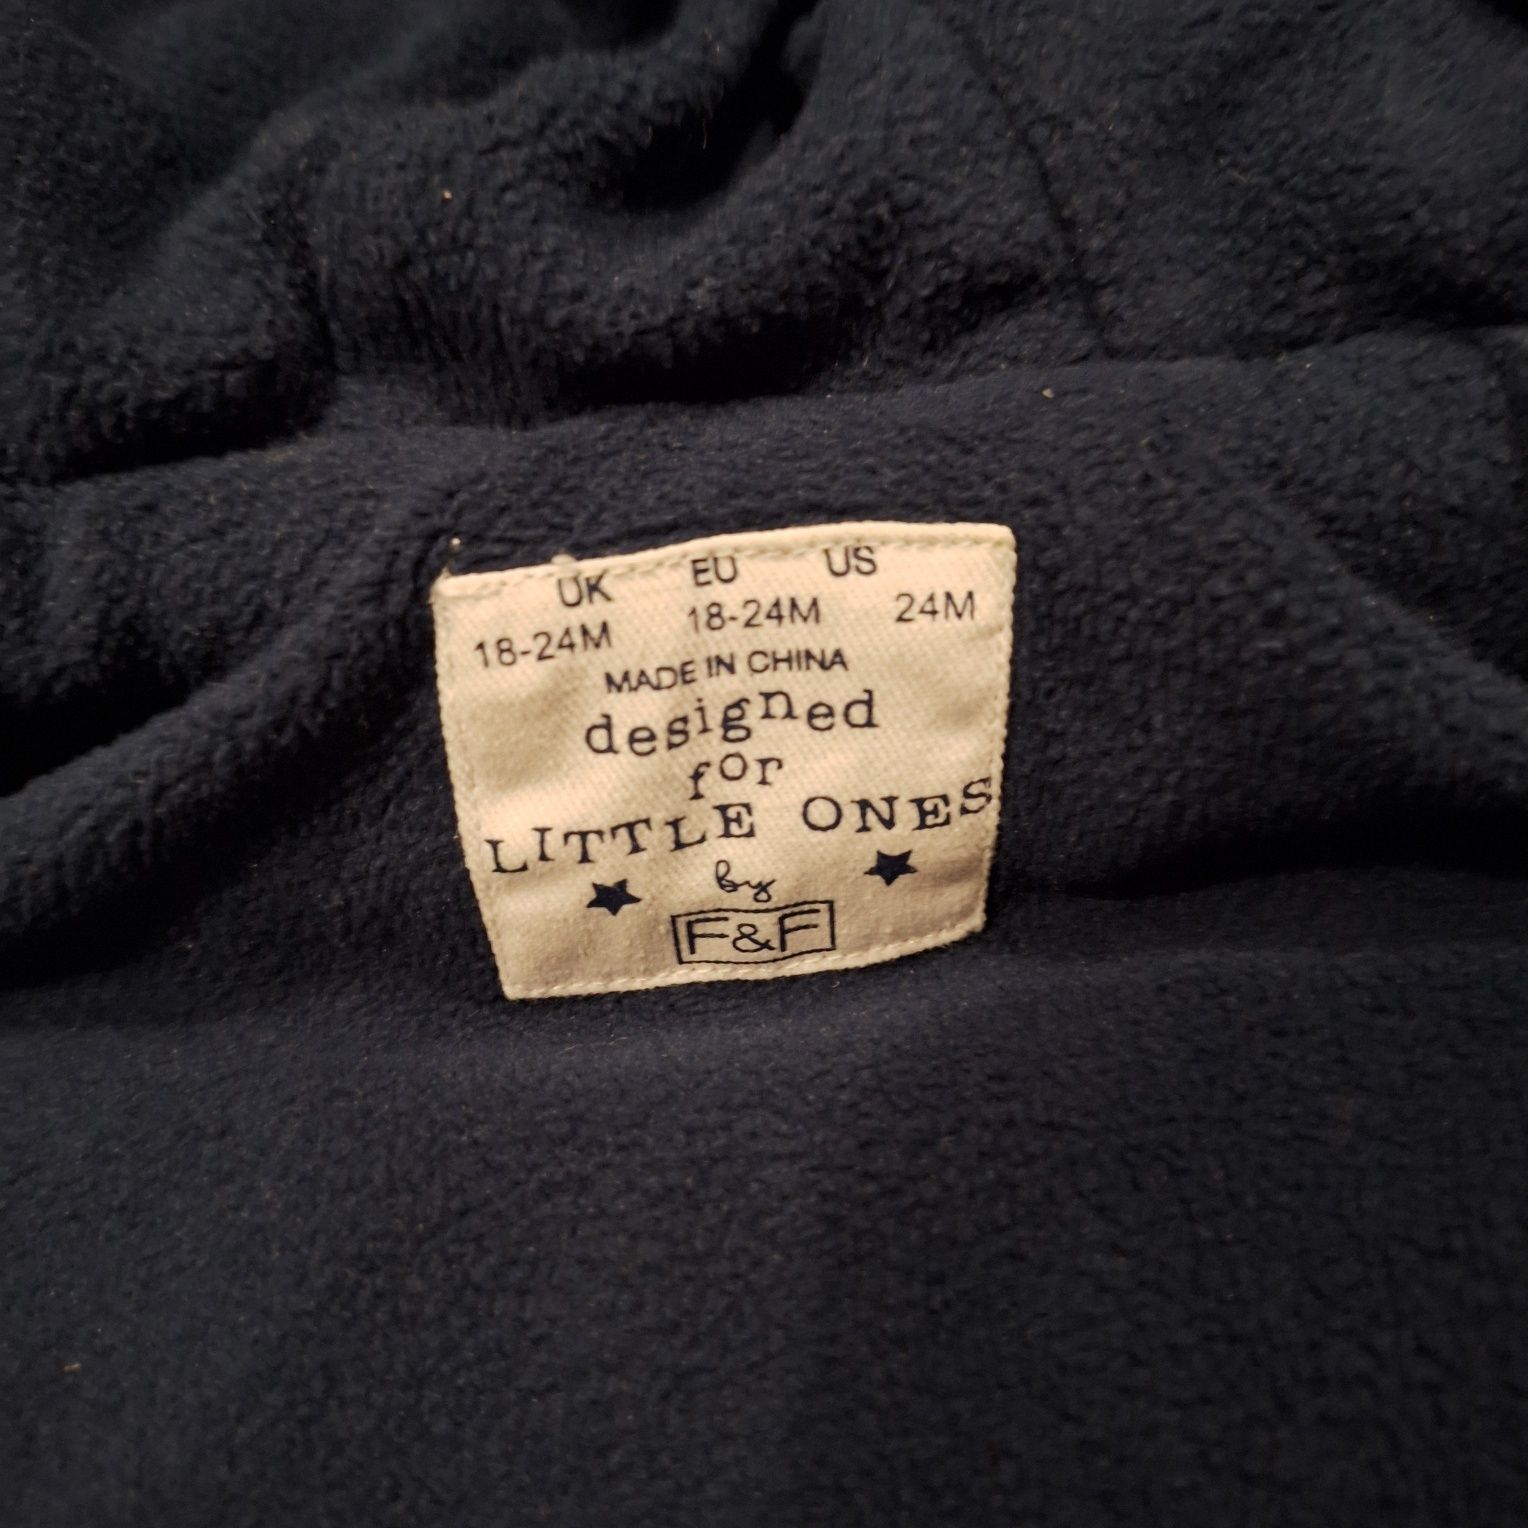 UK EU US
18-24M 18-24M 24M
MADE IN CHINA
designed
for
LITTLE ONES
by
F&F